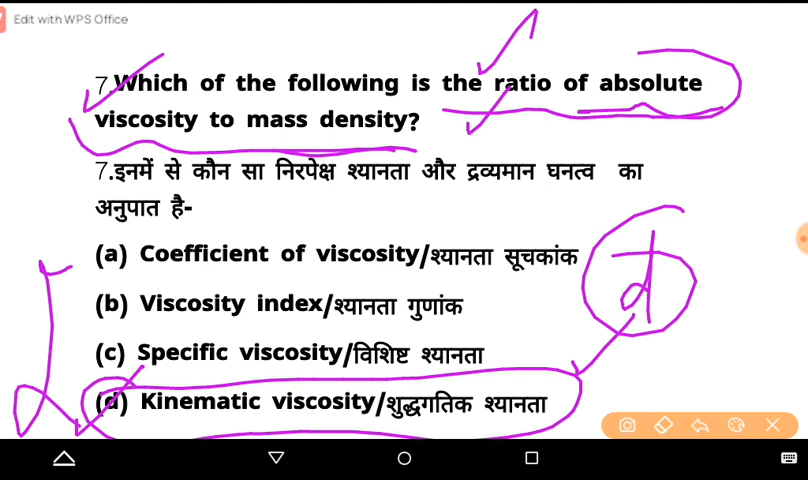 Edit with WPS Office
7.Which of the following is the ratio of absolute
viscosity to mass density?
7.इनमें से कौन सा निरपेक्ष श्यानता और द्रव्यमान घनत्व का
अनुपात है-
(a) Coefficient of viscosity/श्यानता सूचकांक
(b) Viscosity index/श्यानता गुणांक
(c) Specific viscosity/विशिष्ट श्यानता
(d) Kinematic viscosity/शुद्धगतिक श्यानता
d